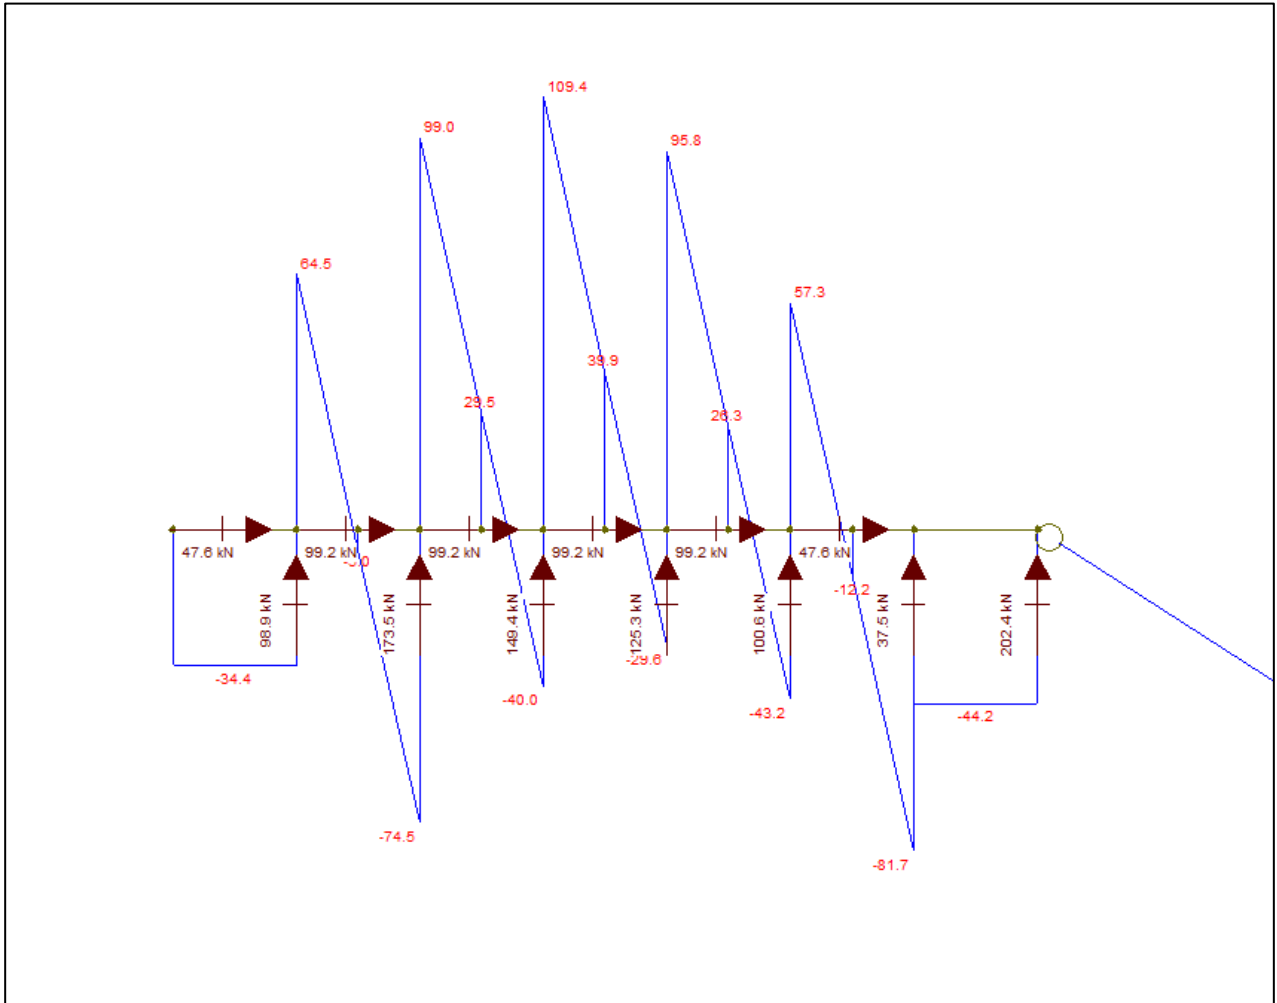 109.4
99.0
95.8
64.5
57.3
39.9
29.5
26.3
47.6 kN
99.2 kN
99.2 kN
99.2 kN
99.2 kN
47.6 kN
-12.2
98.9 kN
173.5 kN
149.4 kN
125.3 kN
100.6 kN
37.5 kN
202.4 kN
-29.6
-34.4
-40.0
-43.2
-44.2
-74.5
-81.7